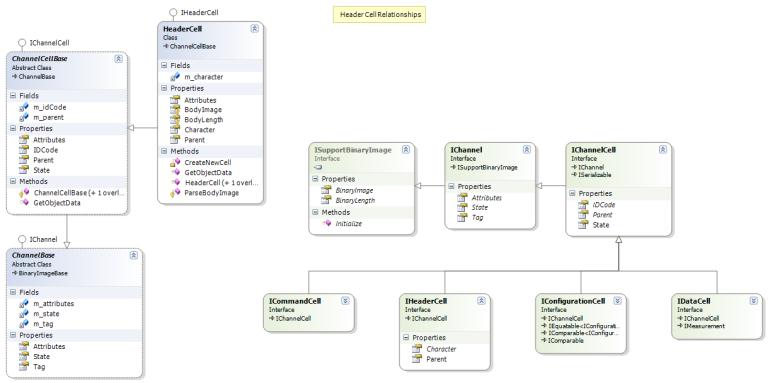 Header Cell Relationships
IHeaderCell
HeaderCell
Class
ChannelCellBase
Fields
m_character
Properties
Attributes
BodyImage
BodyLength
Character
Parent
Methods
CreateNewCell
GetObjectData
HeaderCell (+ 1 overl...
ParseBodyImage
IChannelCell
ChannelCellBase
Abstract Class
ChannelBase
Fields
m_idCode
m_parent
Properties
Attributes
IDCode
Parent
State
Methods
ChannelCellBase (+ 1 overl...
GetObjectData
IChannel
ChannelBase
Abstract Class
BinaryImageBase
Fields
m_attributes
m_state
m_tag
Properties
Attributes
State
Tag
ISupportBinaryImage
Interface
Properties
BinaryImage
BinaryLength
Methods
Initialize
IChannel
Interface
ISupportBinaryImage
Properties
Attributes
State
Tag
IChannelCell
Interface
IChannel
ISerializable
Properties
IDCode
Parent
State
ICommandCell
Interface
IChannelCell
IHeaderCell
Interface
IChannelCell
Properties
Character
Parent
IConfigurationCell
Interface
IChannelCell
IEquatable<IConfigurati...
IComparable<IConfigur...
IComparable
IDataCell
Interface
IChannelCell
IMeasurement